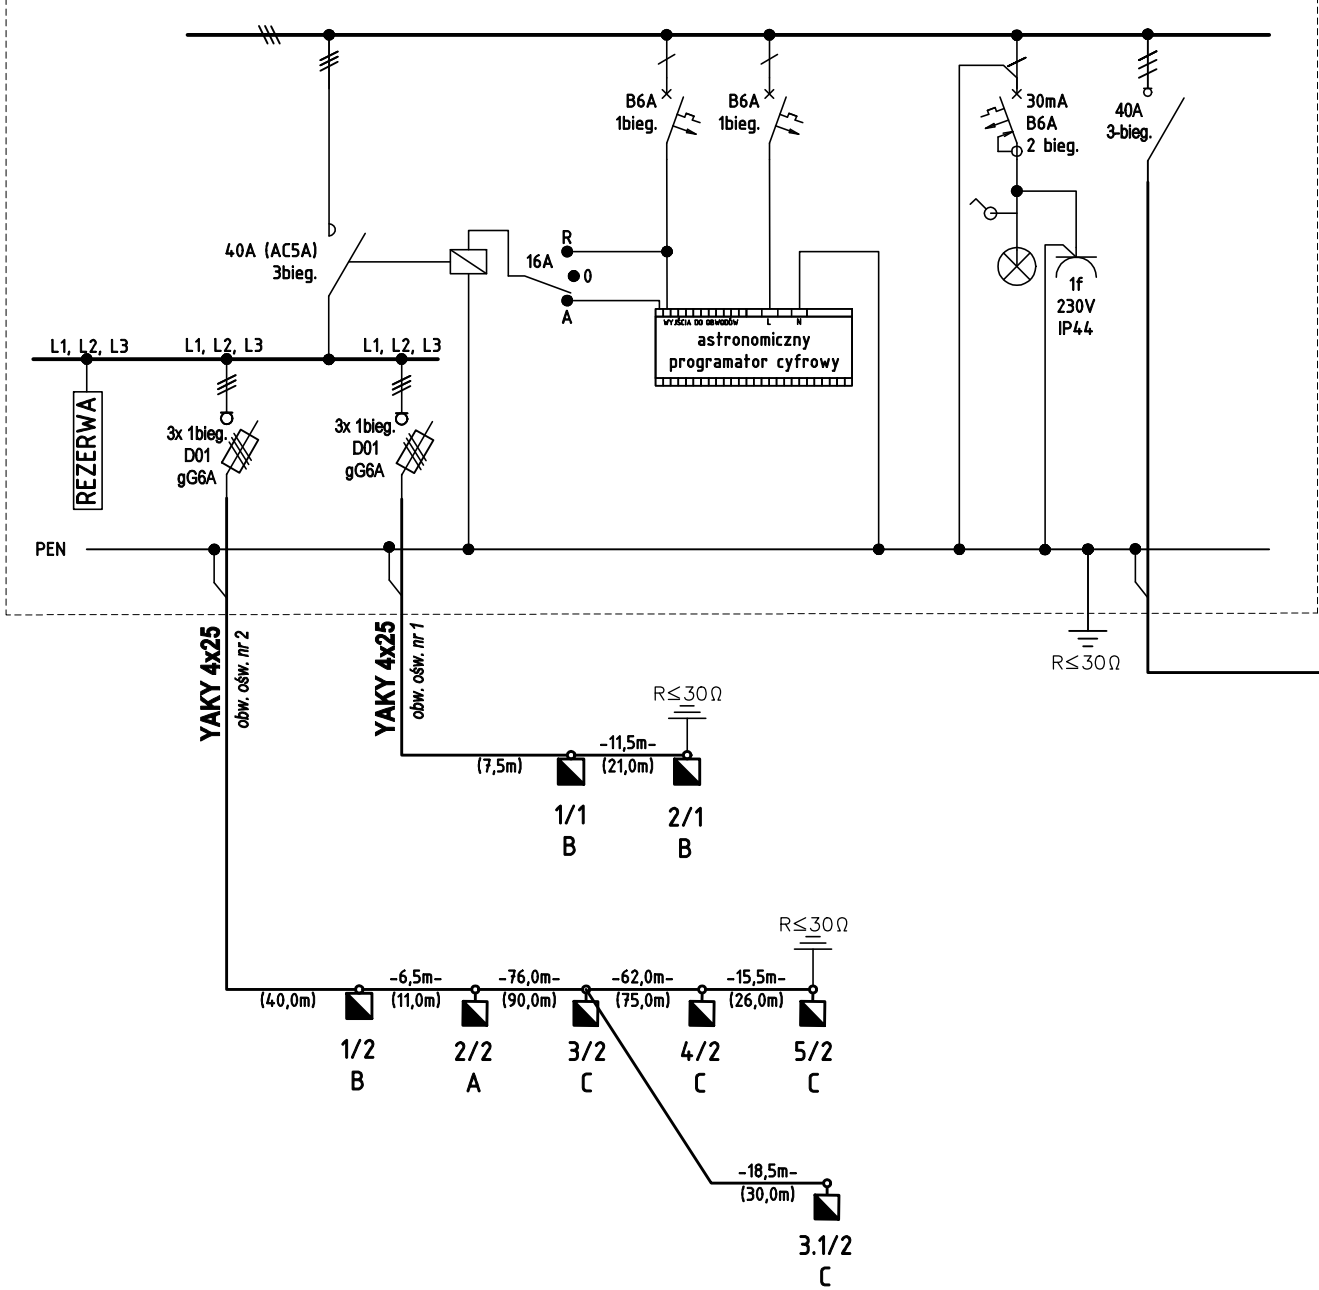 B6A
1bieg.
B6A
1bieg.
30mA
B6A
2 bieg.
40A
3-bieg.
40A (AC5A)
3bieg.
16A
R
0
A
WYJŚCIA DO OBWODÓW L N
astronomiczny
programator cyfrowy
1f
230V
IP44
L1, L2, L3
L1, L2, L3
L1, L2, L3
REZERWA
3x 1bieg.
D01
gG6A
3x 1bieg.
D01
gG6A
PEN
YAKY 4x25
obw. ośw. nr 2
YAKY 4x25
obw. ośw. nr 1
R≤30Ω
R≤30Ω
-11,5m-
(7,5m)
(21,0m)
1/1
B
2/1
B
R≤30Ω
-6,5m-
-76,0m-
-62,0m-
-15,5m-
(40,0m)
(11,0m)
(90,0m)
(75,0m)
(26,0m)
1/2
B
2/2
A
3/2
C
4/2
C
5/2
C
-18,5m-
(30,0m)
3.1/2
C